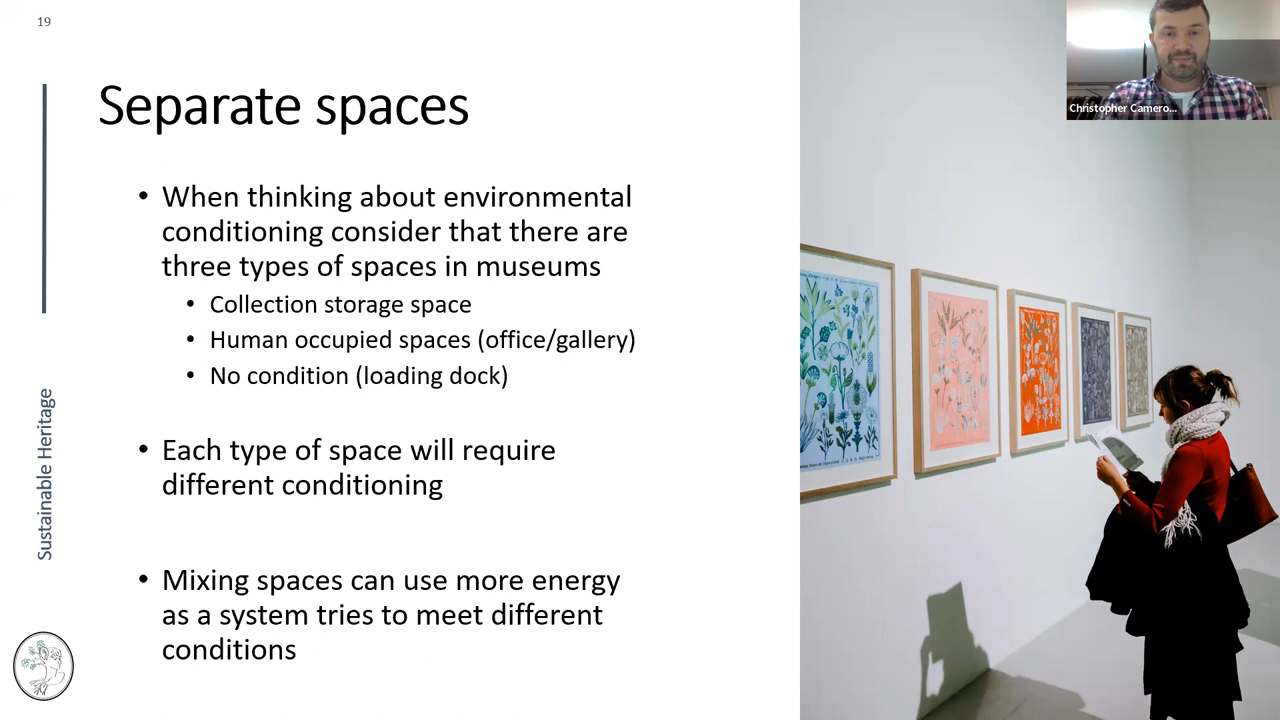 19
Separate spaces
• When thinking about environmental
conditioning consider that there are
three types of spaces in museums
• Collection storage space
• Human occupied spaces (office/gallery)
• No condition (loading dock)
• Each type of space will require
different conditioning
• Mixing spaces can use more energy
as a system tries to meet different
conditions
Sustainable Heritage
Christopher Camero...